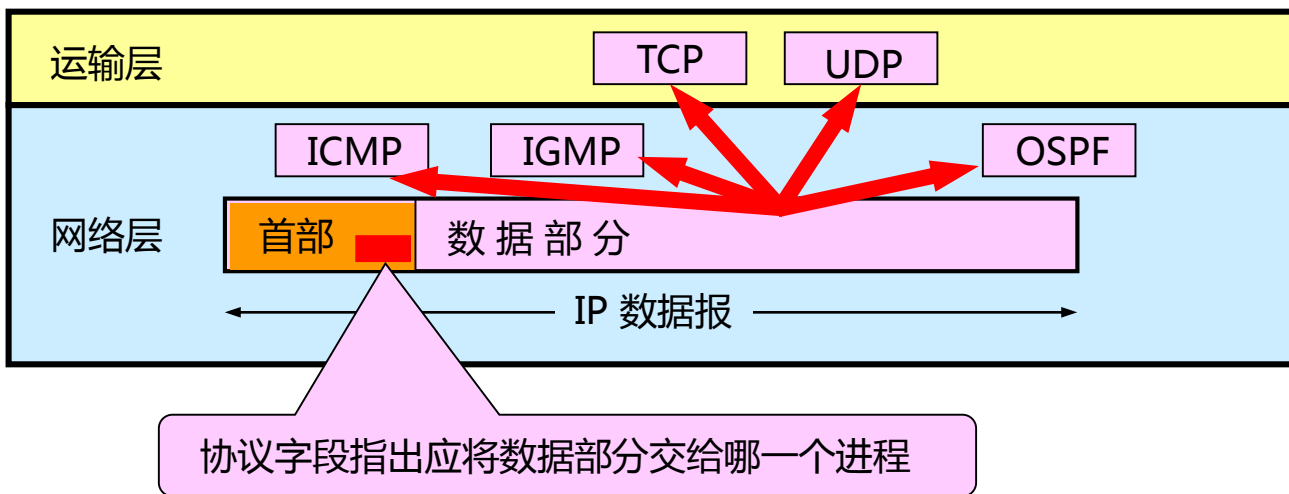 运输层
TCP
UDP
ICMP
IGMP
OSPF
网络层
首部
数 据 部 分
IP 数据报
协议字段指出应将数据部分交给哪一个进程